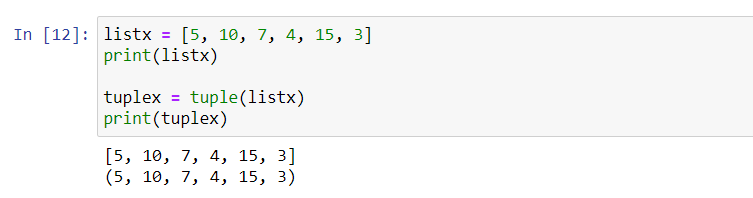 In [12]: listx = [5, 10, 7, 4, 15, 3]
print(listx)
tuplex = tuple(listx)
print(tuplex)
[5, 10, 7, 4, 15, 3]
(5, 10, 7, 4, 15, 3)